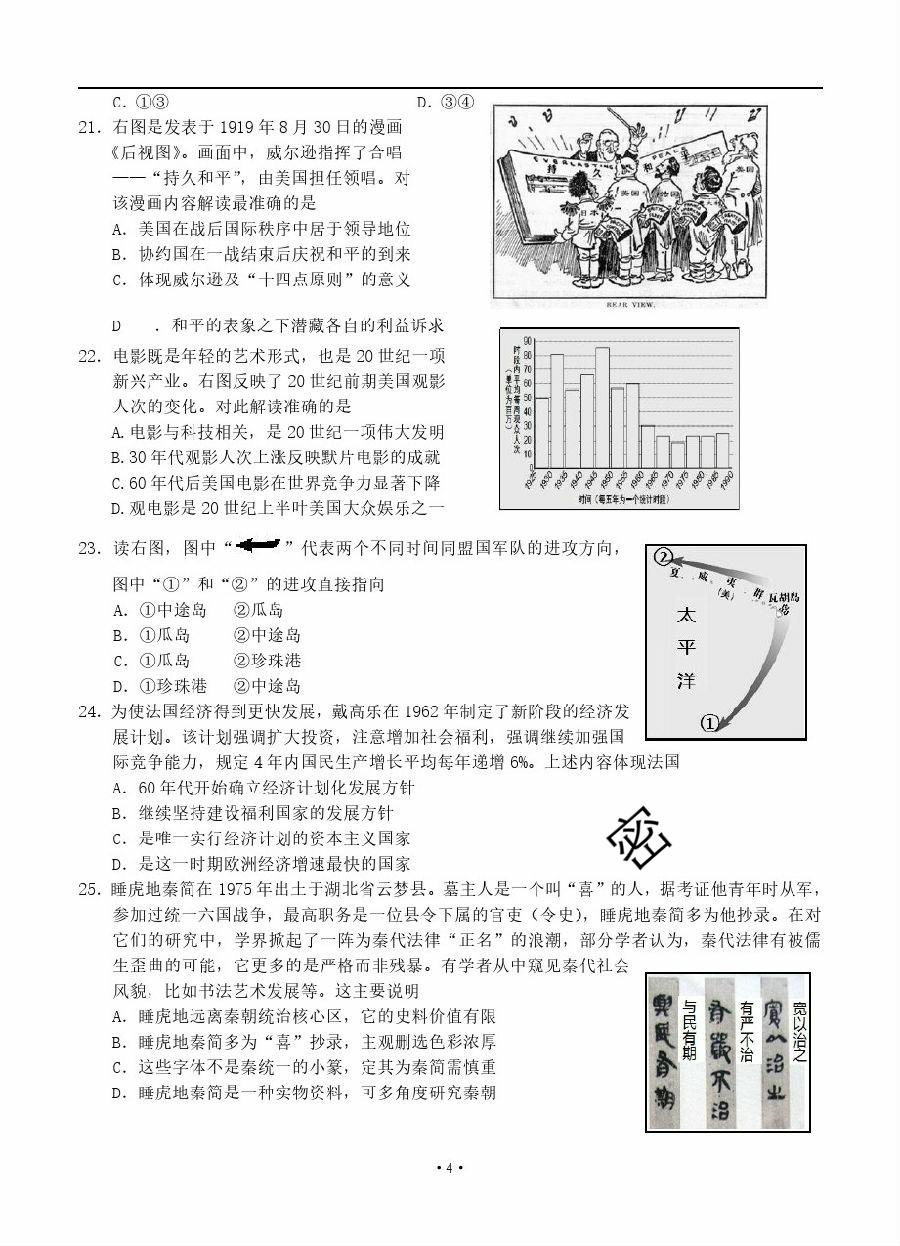 C．①③　　D．③④
21．右图是发表于 1919 年 8 月 30 日的漫画
《后视图》。画面中，威尔逊指挥了合唱
——“持久和平”，由美国担任领唱。对
该漫画内容解读最准确的是
A．美国在战后国际秩序中居于领导地位
B．协约国在一战结束后庆祝和平的到来
C．体现威尔逊及“十四点原则”的意义
D　．和平的表象之下潜藏各自的利益诉求
EVERLASTING PEACE
持 久 和 平
日本
英国
法国
美国
REAR VIEW.
22．电影既是年轻的艺术形式，也是 20 世纪一项
新兴产业。右图反映了 20 世纪前期美国观影
人次的变化。对此解读准确的是
A. 电影与科技相关，是 20 世纪一项伟大发明
B. 30 年代观影人次上涨反映默片电影的成就
C. 60 年代后美国电影在世界竞争力显著下降
D. 观电影是 20 世纪上半叶美国大众娱乐之一
时段内平均每周观众人次
（单位为百万）
90
80
70
60
50
40
30
20
10
0
1925 1930 1935 1940 1945 1950 1955 1960 1965 1970 1975 1980 1985 1990
时间（每五年为一个统计时段）
23．读右图，图中“　　”代表两个不同时间同盟国军队的进攻方向，
图中“①”和“②”的进攻直接指向
A．①中途岛　②瓜岛
B．①瓜岛　②中途岛
C．①瓜岛　②珍珠港
D．①珍珠港　②中途岛
②
夏 威 夷 群
(美)
瓦胡岛
太
平
洋
①
24．为使法国经济得到更快发展，戴高乐在 1962 年制定了新阶段的经济发
展计划。该计划强调扩大投资，注意增加社会福利，强调继续加强国
际竞争能力，规定 4 年内国民生产增长平均每年递增 6%。上述内容体现法国
A．60 年代开始确立经济计划化发展方针
B．继续坚持建设福利国家的发展方针
C．是唯一实行经济计划的资本主义国家
D．是这一时期欧洲经济增速最快的国家
密
25．睡虎地秦简在 1975 年出土于湖北省云梦县。墓主人是一个叫“喜”的人，据考证他青年时从军，
参加过统一六国战争，最高职务是一位县令下属的官吏（令史），睡虎地秦简多为他抄录。在对
它们的研究中，学界掀起了一阵为秦代法律“正名”的浪潮，部分学者认为，秦代法律有被儒
生歪曲的可能，它更多的是严格而非残暴。有学者从中窥见秦代社会
风貌，比如书法艺术发展等。这主要说明
A．睡虎地远离秦朝统治核心区，它的史料价值有限
B．睡虎地秦简多为“喜”抄录，主观删选色彩浓厚
C．这些字体不是秦统一的小篆，定其为秦简需慎重
D．睡虎地秦简是一种实物资料，可多角度研究秦朝
宽以治之
有严不治
与民有期
·4·